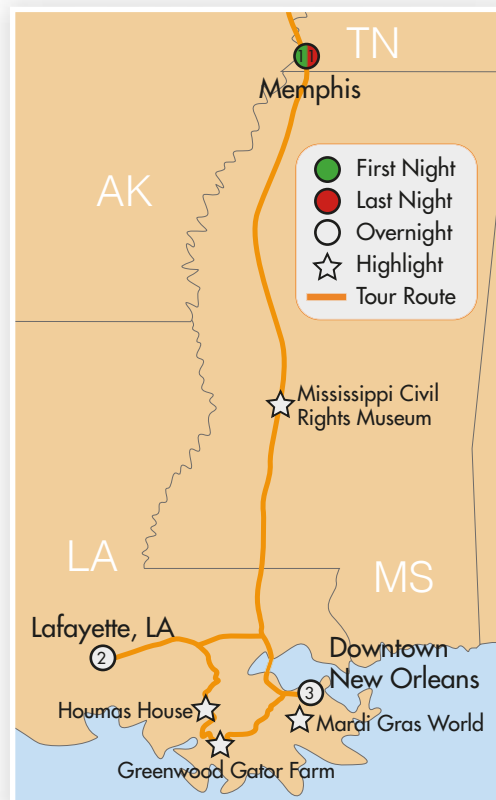 TN
1 1
Memphis
AK
First Night
Last Night
Overnight
Highlight
Tour Route
Mississippi Civil
Rights Museum
LA
MS
Lafayette, LA
2
Downtown
New Orleans
3
Houmas House
Mardi Gras World
Greenwood Gator Farm